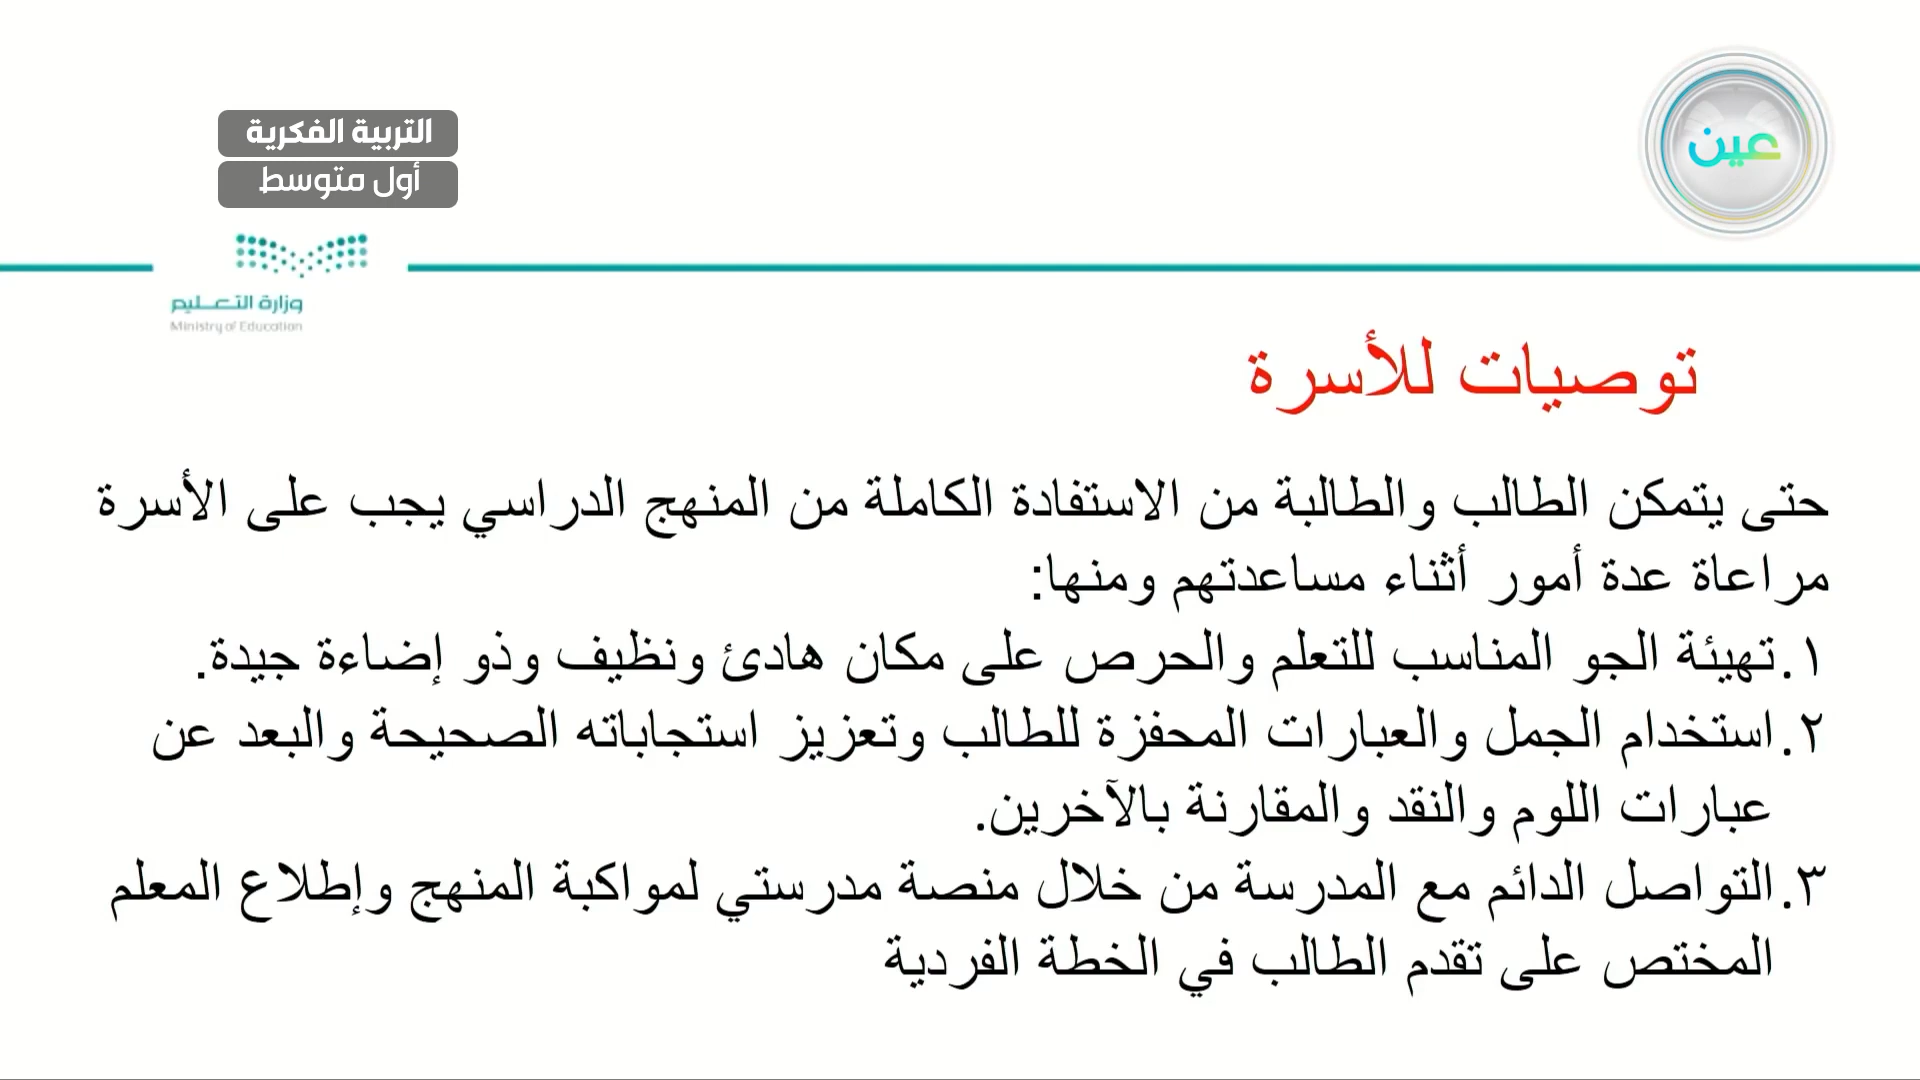 عين
التربية الفكرية
أول متوسط
وزارة التعليم
Ministry of Education
توصيات للأسرة
حتى يتمكن الطالب والطالبة من الاستفادة الكاملة من المنهج الدراسي يجب على الأسرة
مراعاة عدة أمور أثناء مساعدتهم ومنها:
١. تهيئة الجو المناسب للتعلم والحرص على مكان هادئ ونظيف وذو إضاءة جيدة.
٢. استخدام الجمل والعبارات المحفزة للطالب وتعزيز استجاباته الصحيحة والبعد عن
عبارات اللوم والنقد والمقارنة بالآخرين.
٣. التواصل الدائم مع المدرسة من خلال منصة مدرستي لمواكبة المنهج وإطلاع المعلم
المختص على تقدم الطالب في الخطة الفردية